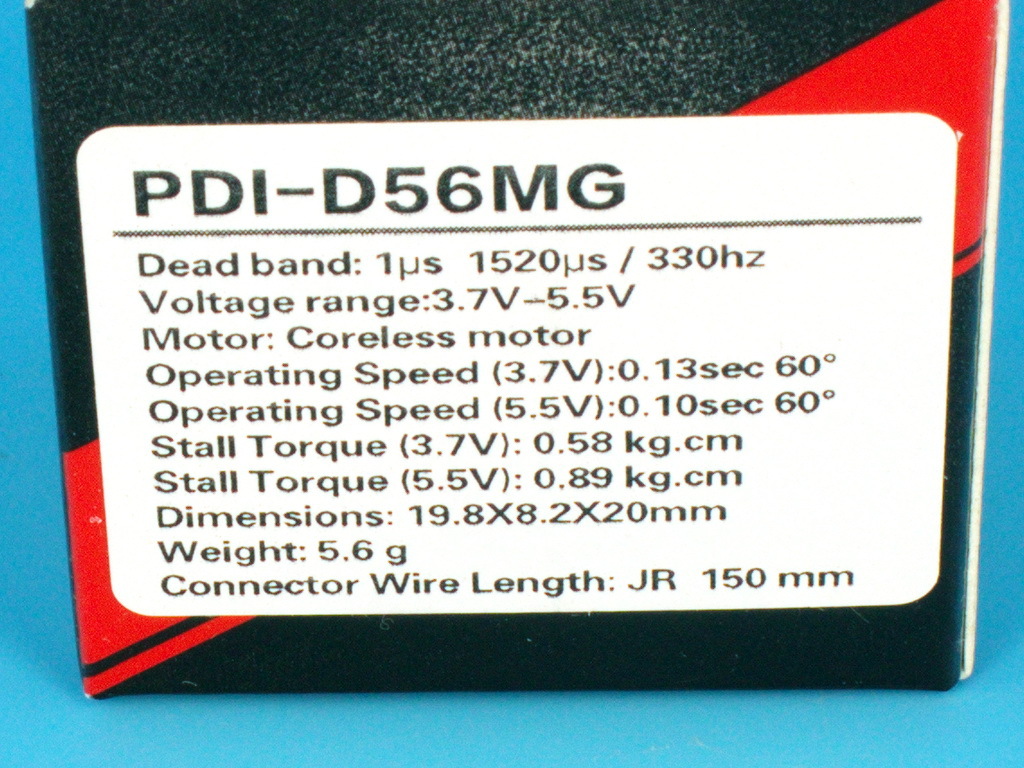 PDI-D56MG
Dead band: 1μs 1520μs / 330hz
Voltage range:3.7V-5.5V
Motor: Coreless motor
Operating Speed (3.7V):0.13sec 60°
Operating Speed (5.5V):0.10sec 60°
Stall Torque (3.7V): 0.58 kg.cm
Stall Torque (5.5V): 0.89 kg.cm
Dimensions: 19.8X8.2X20mm
Weight: 5.6 g
Connector Wire Length: JR 150 mm